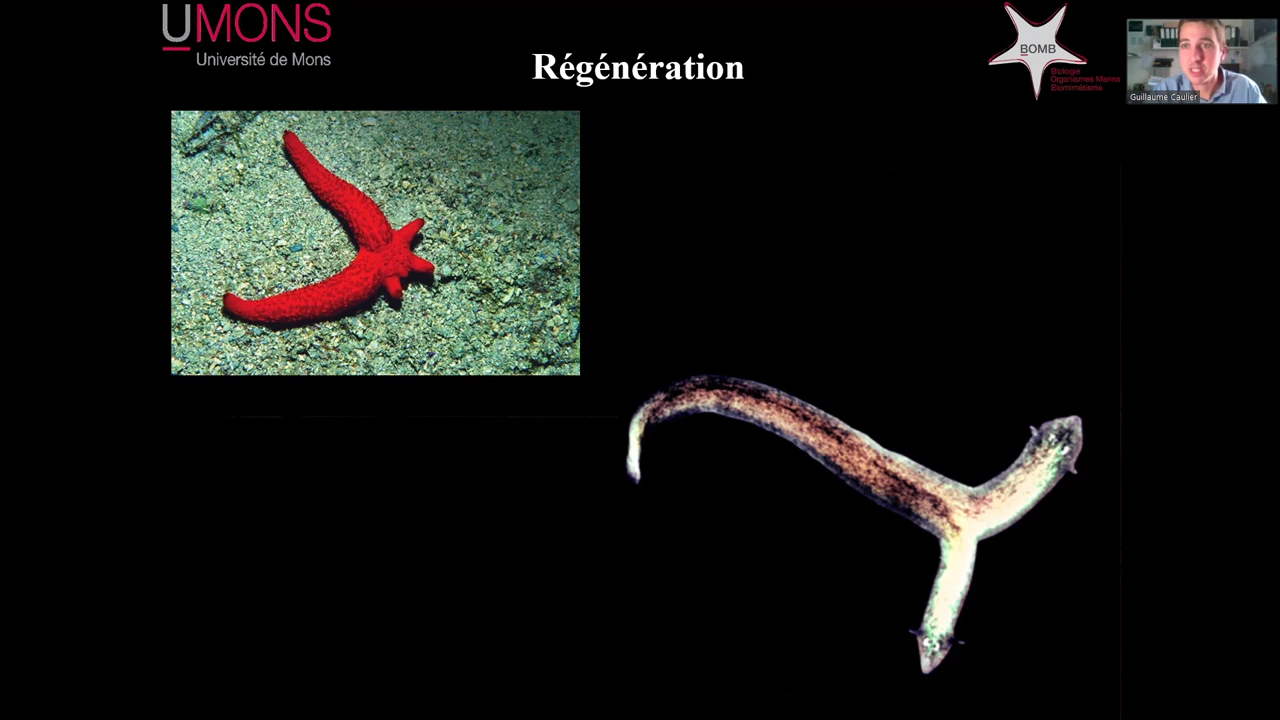 UMONS
Université de Mons
Régénération
BOMB
Biologie
Organismes Marins
Biomimétisme
Guillaume Caulier